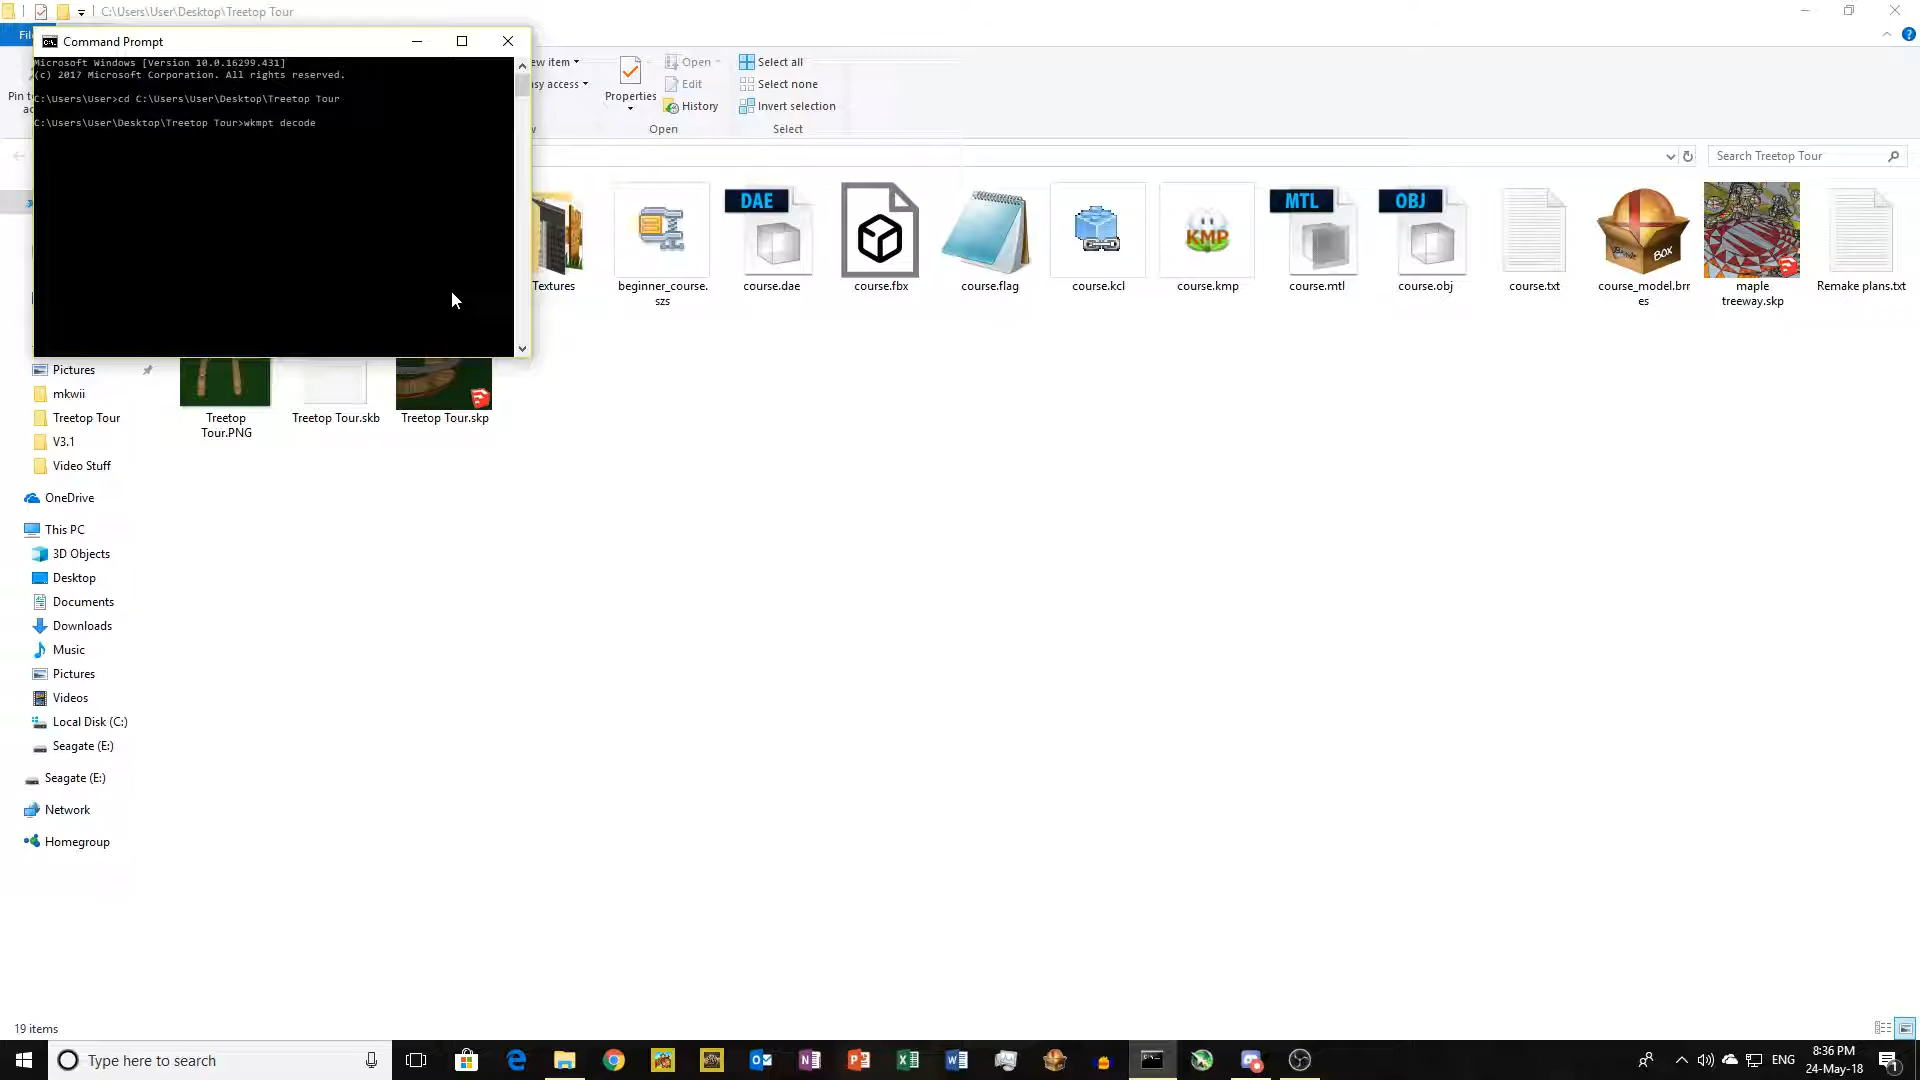 C:\Users\User\Desktop\Treetop Tour
Command Prompt
Microsoft Windows [Version 10.0.16299.431]
(c) 2017 Microsoft Corporation. All rights reserved.
C:\Users\User>cd C:\Users\User\Desktop\Treetop Tour
C:\Users\User\Desktop\Treetop Tour>wkmpt decode
Properties
Open
Edit
History
Open
Select all
Select none
Invert selection
Select
Search Treetop Tour
Textures
beginner_course.
szs
DAE
course.dae
course.fbx
course.flag
course.kcl
KMP
course.kmp
MTL
course.mtl
OBJ
course.obj
course.txt
BOX
course_model.brr
es
maple
treeway.skp
Remake plans.txt
Treetop
Tour.PNG
Treetop Tour.skb
Treetop Tour.skp
Pictures
mkwii
Treetop Tour
V3.1
Video Stuff
OneDrive
This PC
3D Objects
Desktop
Documents
Downloads
Music
Pictures
Videos
Local Disk (C:)
Seagate (E:)
Seagate (E:)
Network
Homegroup
19 items
Type here to search
ENG
8:36 PM
24-May-18
1